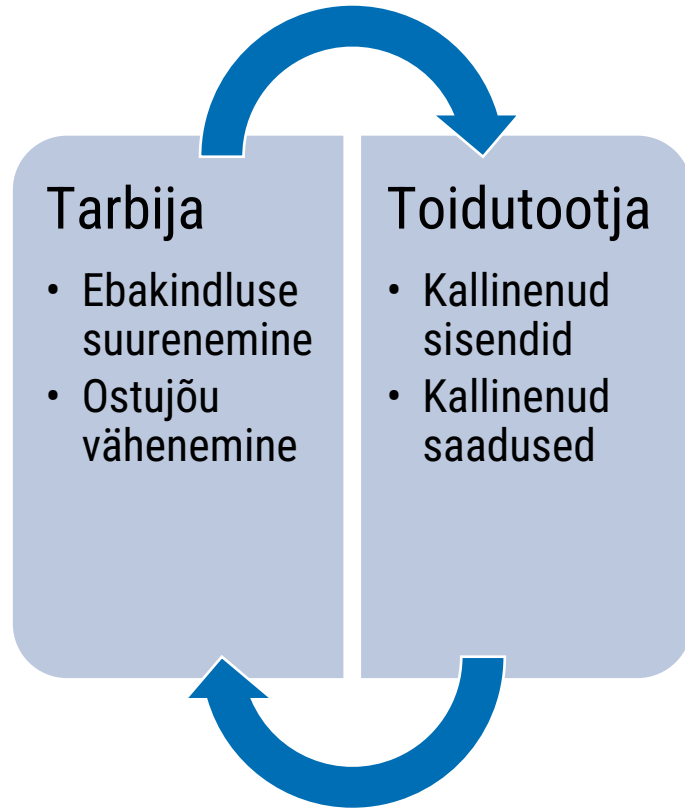 Tarbija
• Ebakindluse
suurenemine
• Ostujõu
vähenemine
Toidutootja
• Kallinenud
sisendid
• Kallinenud
saadused